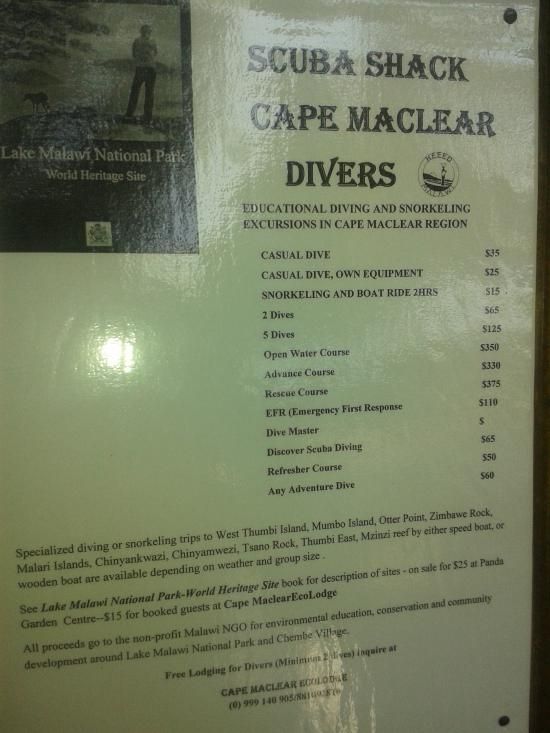 Lake Malawi National Park
World Heritage Site
SCUBA SHACK
CAPE MACLEAR
DIVERS
HEEED
MALAWI
EDUCATIONAL DIVING AND SNORKELING
EXCURSIONS IN CAPE MACLEAR REGION
CASUAL DIVE $35
CASUAL DIVE, OWN EQUIPMENT $25
SNORKELING AND BOAT RIDE 2HRS $15
2 Dives $65
5 Dives $125
Open Water Course $350
Advance Course $330
Rescue Course $375
EFR (Emergency First Response $110
Dive Master $
Discover Scuba Diving $65
Refresher Course $50
Any Adventure Dive $60
Specialized diving or snorkeling trips to West Thumbi Island, Mumbo Island, Otter Point, Zimbawe Rock,
Malari Islands, Chinyankwazi, Chinyamwezi, Tsano Rock, Thumbi East, Mzinzi reef by either speed boat, or
wooden boat are available depending on weather and group size .
See Lake Malawi National Park-World Heritage Site book for description of sites - on sale for $25 at Panda
Garden Centre--$15 for booked guests at Cape MaclearEcoLodge
All proceeds go to the non-profit Malawi NGO for environmental education, conservation and community
development around Lake Malawi National Park and Chembe Village.
Free Lodging for Divers (Minimum 2 dives) inquire at
CAPE MACLEAR ECOLODGE
(0) 999 140 905/